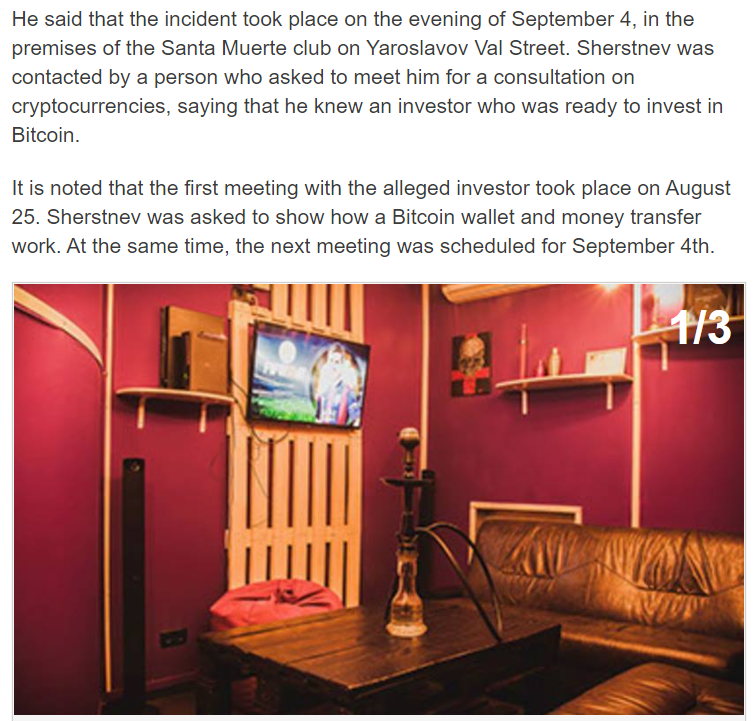 He said that the incident took place on the evening of September 4, in the
premises of the Santa Muerte club on Yaroslavov Val Street. Sherstnev was
contacted by a person who asked to meet him for a consultation on
cryptocurrencies, saying that he knew an investor who was ready to invest in
Bitcoin.
It is noted that the first meeting with the alleged investor took place on August
25. Sherstnev was asked to show how a Bitcoin wallet and money transfer
work. At the same time, the next meeting was scheduled for September 4th.
1/3